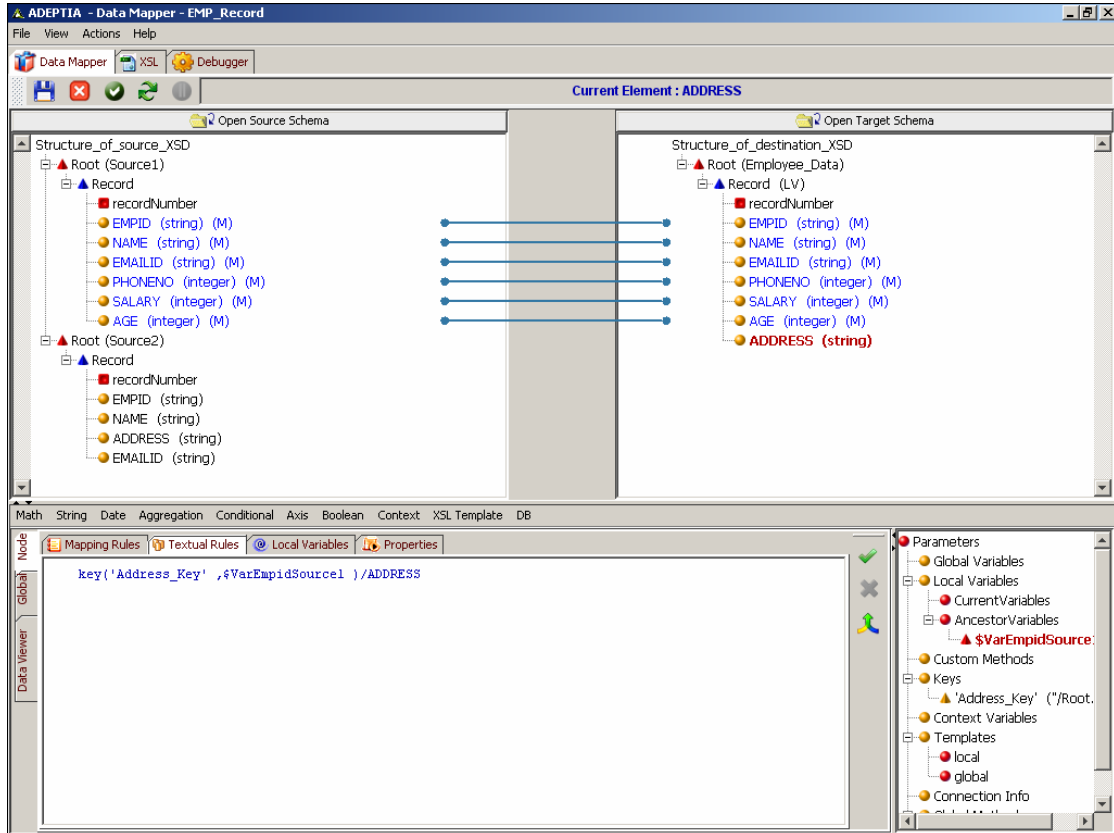 ADEPTIA - Data Mapper - EMP_Record
File View Actions Help
Data Mapper XSL Debugger
Current Element : ADDRESS
Open Source Schema
Open Target Schema
Structure_of_source_XSD
Root (Source1)
Record
recordNumber
EMPID (string) (M)
NAME (string) (M)
EMAILID (string) (M)
PHONENO (integer) (M)
SALARY (integer) (M)
AGE (integer) (M)
Root (Source2)
Record
recordNumber
EMPID (string)
NAME (string)
ADDRESS (string)
EMAILID (string)
Structure_of_destination_XSD
Root (Employee_Data)
Record (LV)
recordNumber
EMPID (string) (M)
NAME (string) (M)
EMAILID (string) (M)
PHONENO (integer) (M)
SALARY (integer) (M)
AGE (integer) (M)
ADDRESS (string)
Math String Date Aggregation Conditional Axis Boolean Context XSL Template DB
Node
Global
Data Viewer
Mapping Rules Textual Rules Local Variables Properties
key('Address_Key' ,$VarEmpidSource1 )/ADDRESS
Parameters
Global Variables
Local Variables
CurrentVariables
AncestorVariables
$VarEmpidSource
Custom Methods
Keys
'Address_Key' ("/Root.
Context Variables
Templates
local
global
Connection Info